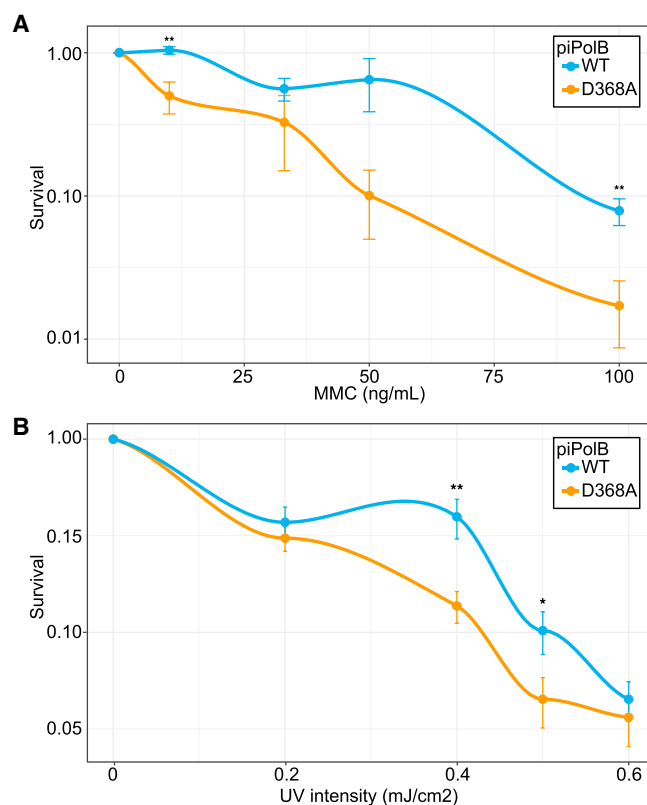 A
**
1.00
piPolB
WT
D368A
0.10
**
Survival
0.01
0 25 50 75 100
MMC (ng/mL)
B
1.00
piPolB
WT
D368A
**
0.15
*
Survival
0.10
0.05
0 0.2 0.4 0.6
UV intensity (mJ/cm2)